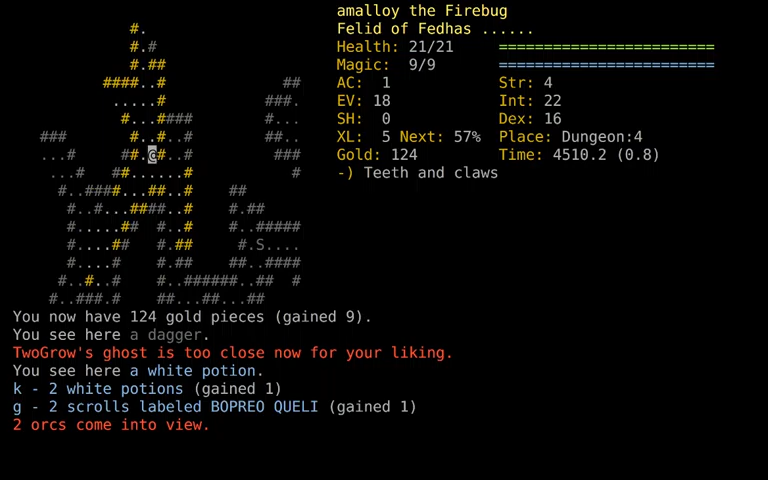 amalloy the Firebug
Felid of Fedhas ......
Health: 21/21 ========================
Magic: 9/9 ========================
AC: 1 Str: 4
EV: 18 Int: 22
SH: 0 Dex: 16
XL: 5 Next: 57% Place: Dungeon:4
Gold: 124 Time: 4510.2 (0.8)
-) Teeth and claws
You now have 124 gold pieces (gained 9).
You see here a dagger.
TwoGrow's ghost is too close now for your liking.
You see here a white potion.
k - 2 white potions (gained 1)
g - 2 scrolls labeled BOPREO QUELI (gained 1)
2 orcs come into view.